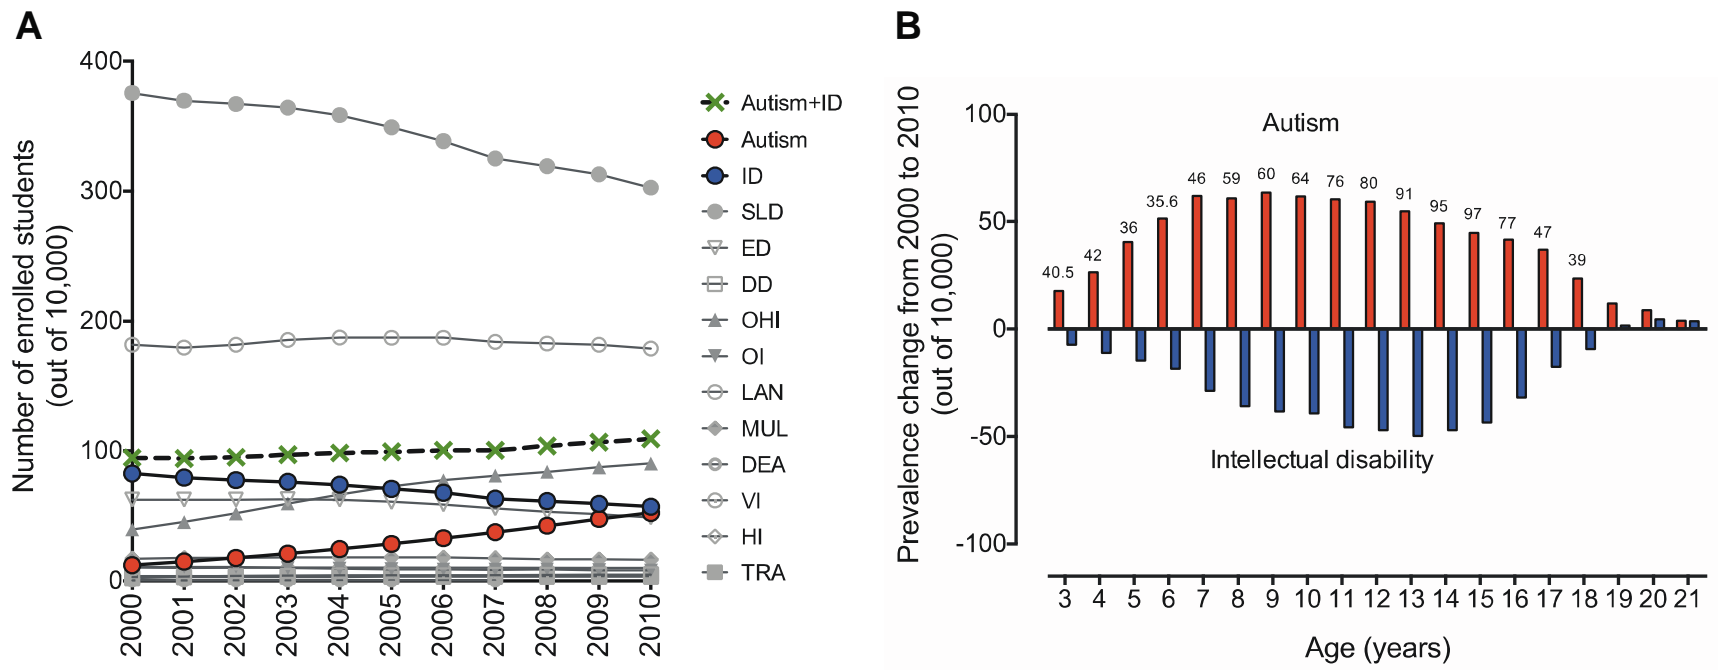 A
Number of enrolled students
(out of 10,000)
400
300
200
100
0
2000
2001
2002
2003
2004
2005
2006
2007
2008
2009
2010
Autism+ID
Autism
ID
SLD
ED
DD
OHI
OI
LAN
MUL
DEA
VI
HI
TRA
B
Prevalence change from 2000 to 2010
(out of 10,000)
100
50
0
-50
-100
Autism
40.5 42 36 35.6 46 59 60 64 76 80 91 95 97 77 47 39
Intellectual disability
3 4 5 6 7 8 9 10 11 12 13 14 15 16 17 18 19 20 21
Age (years)